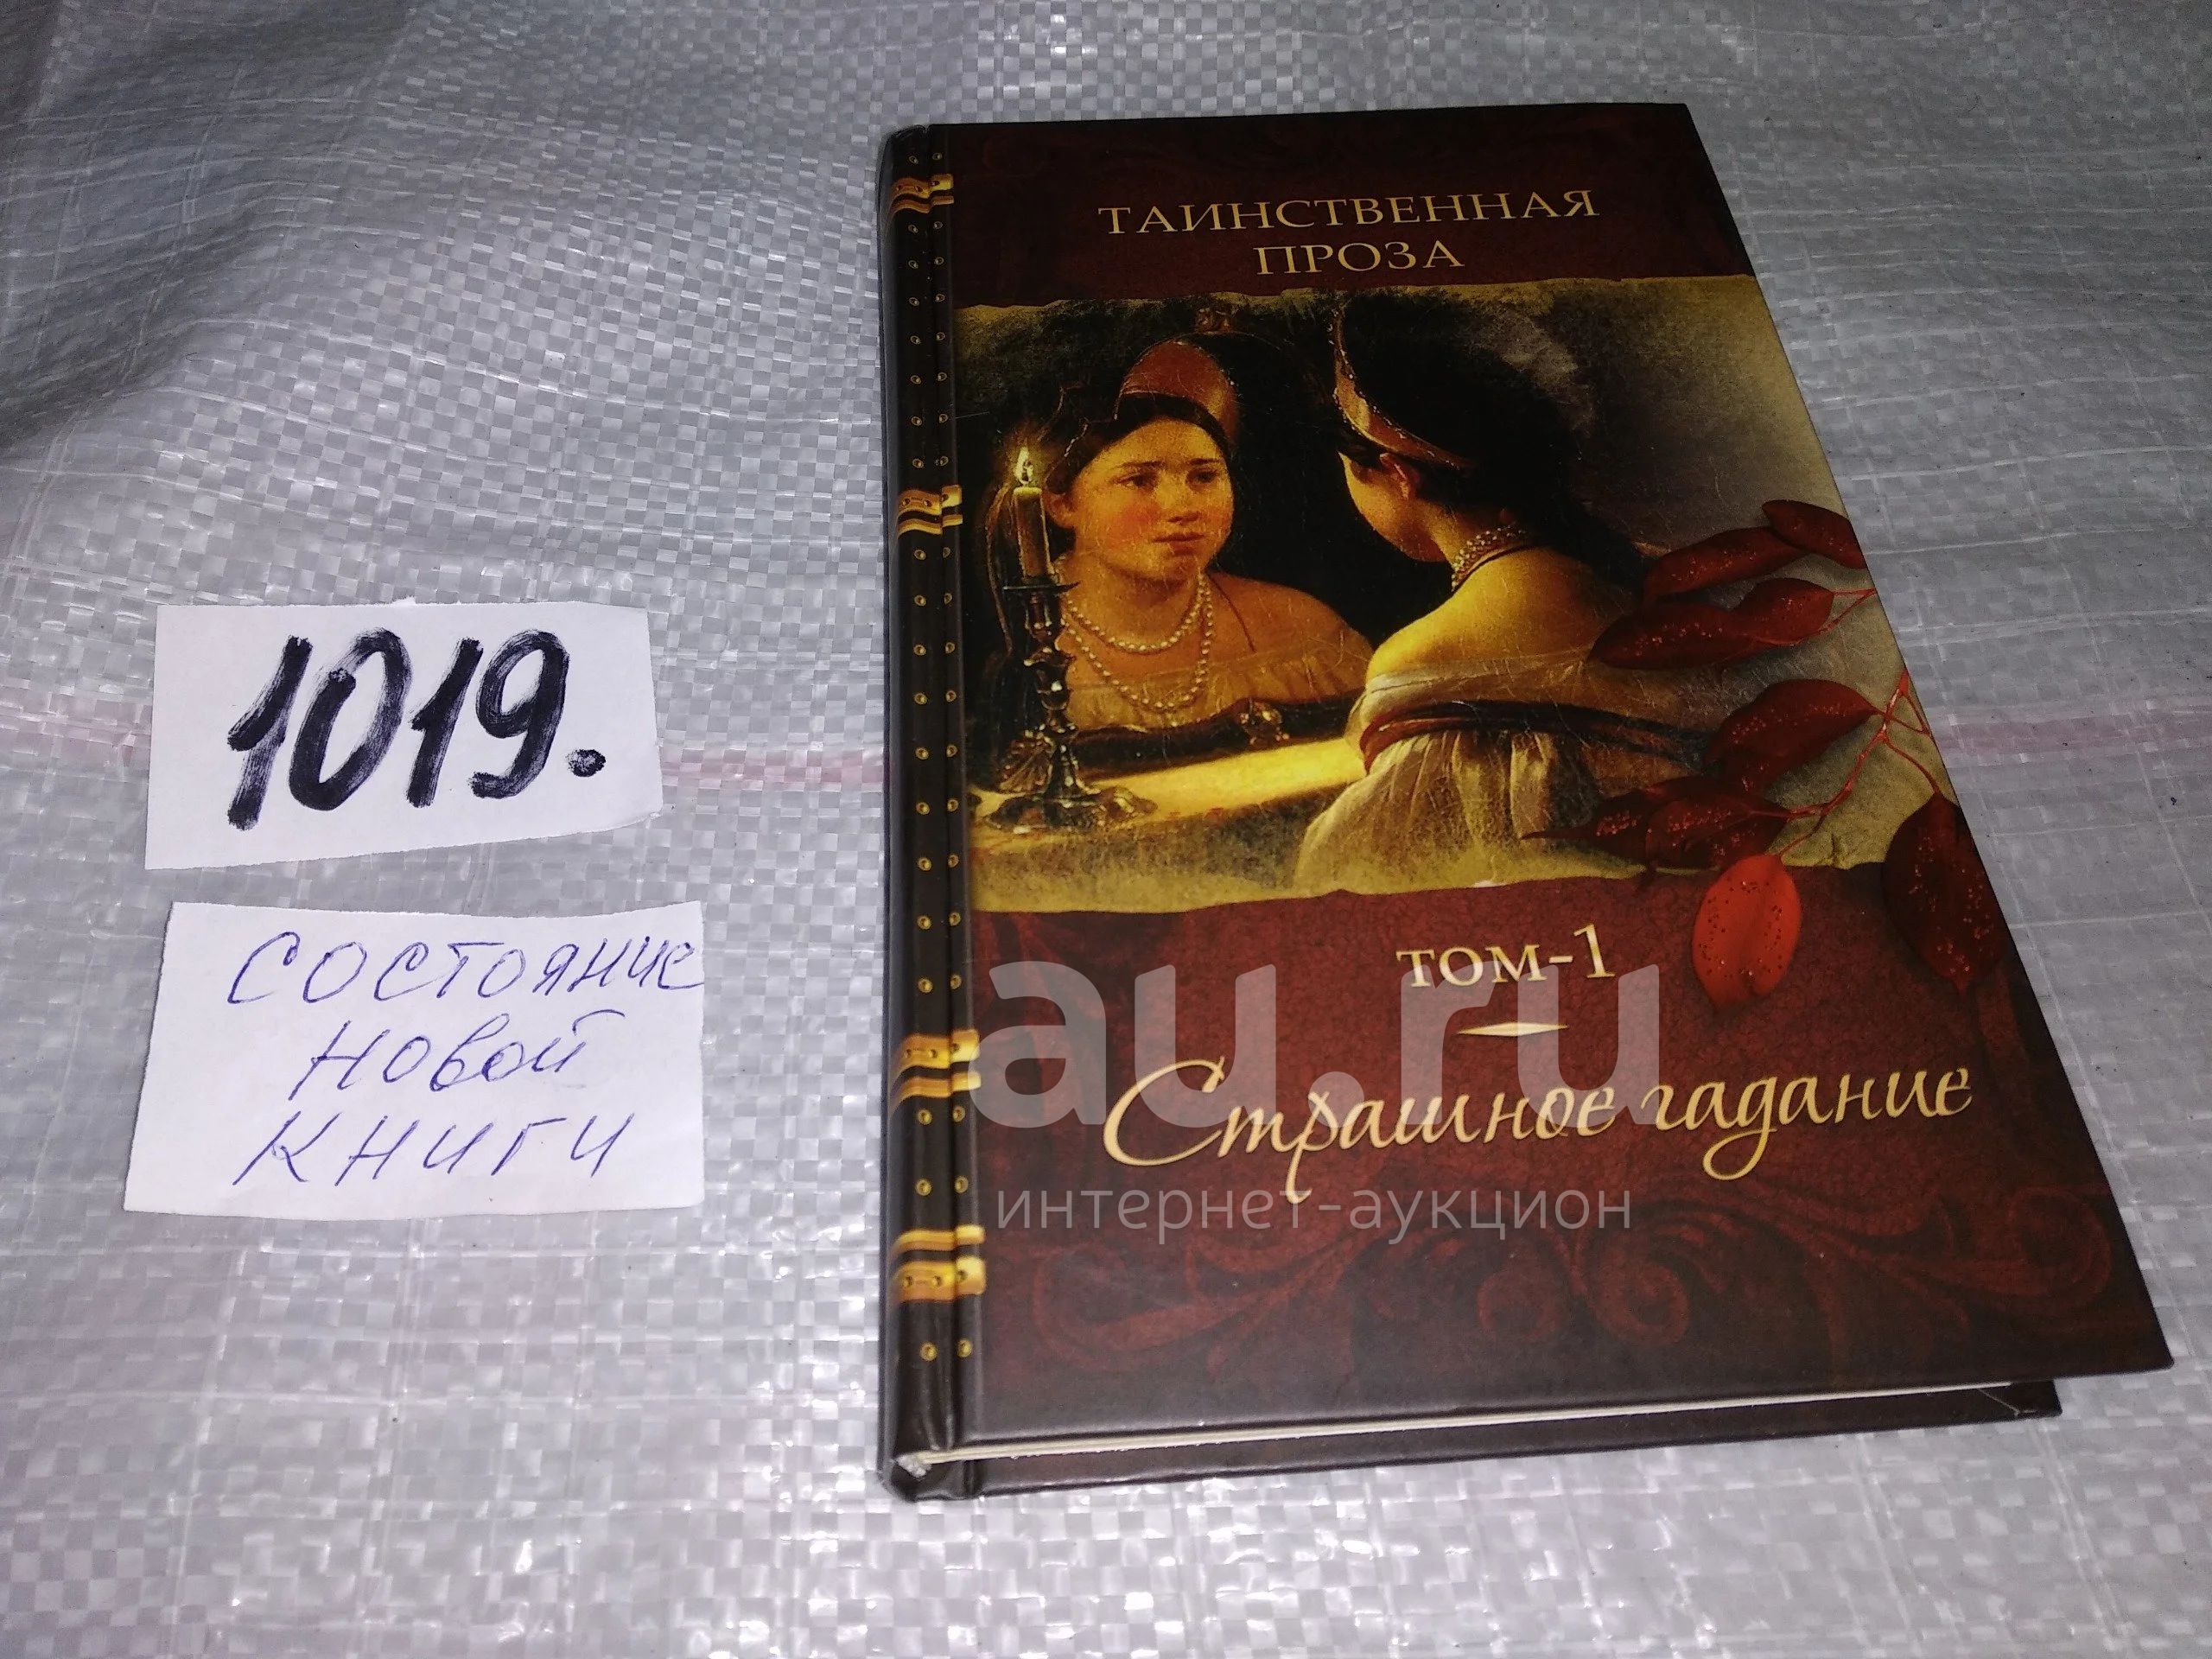 ТАИНСТВЕННАЯ
ПРОЗА
1019.
СОСТОЯНИЕ
НОВОЙ
КНИГИ
ТОМ-1
Страшное гадание
au.ru
интернет-аукцион